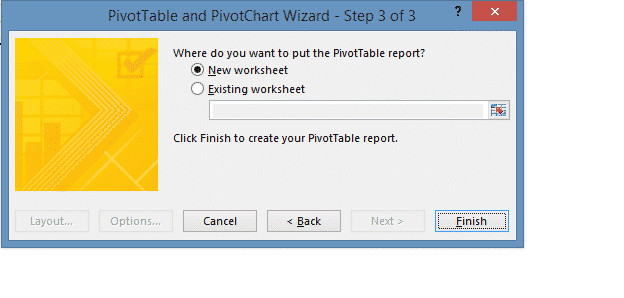 PivotTable and PivotChart Wizard - Step 3 of 3
?
Where do you want to put the PivotTable report?
New worksheet
Existing worksheet
Click Finish to create your PivotTable report.
Layout... Options... Cancel < Back Next > Finish